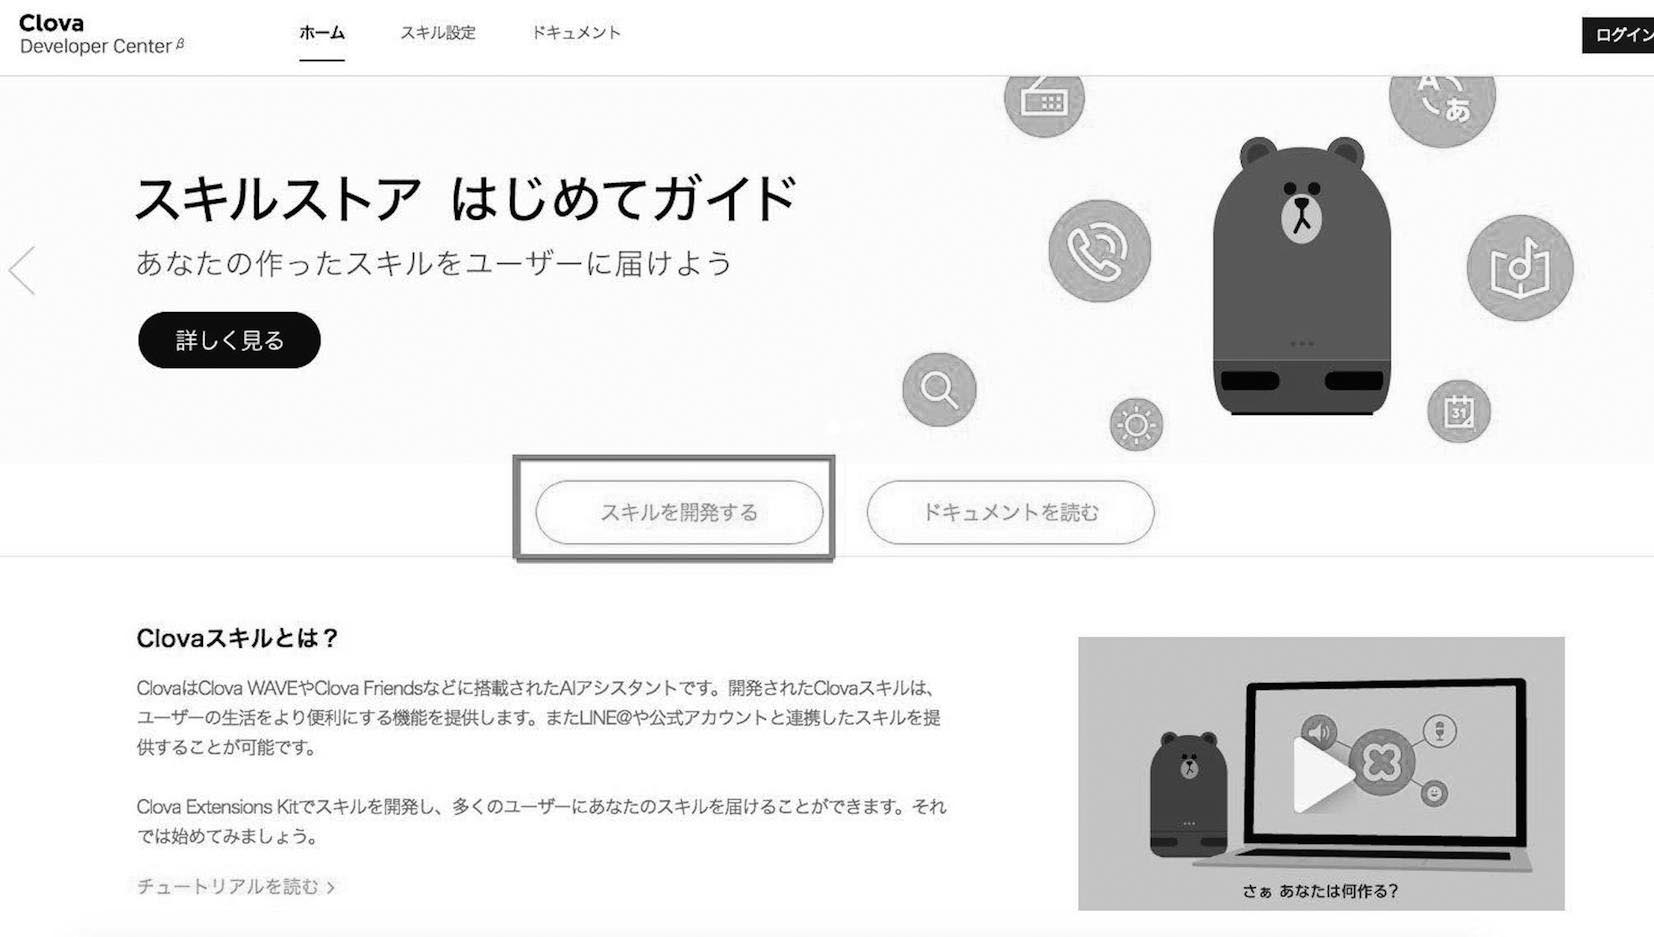 Clova
Developer Center β
ホーム
スキル設定
ドキュメント
ログイン
スキルストア はじめてガイド
あなたの作ったスキルをユーザーに届けよう
詳しく見る
A
あ
31
スキルを開発する
ドキュメントを読む
Clovaスキルとは？
ClovaはClova WAVEやClova Friendsなどに搭載されたAIアシスタントです。開発されたClovaスキルは、
ユーザーの生活をより便利にする機能を提供します。またLINE@や公式アカウントと連携したスキルを提
供することが可能です。
Clova Extensions Kitでスキルを開発し、多くのユーザーにあなたのスキルを届けることができます。それ
では始めてみましょう。
チュートリアルを読む >
さぁ あなたは何作る?